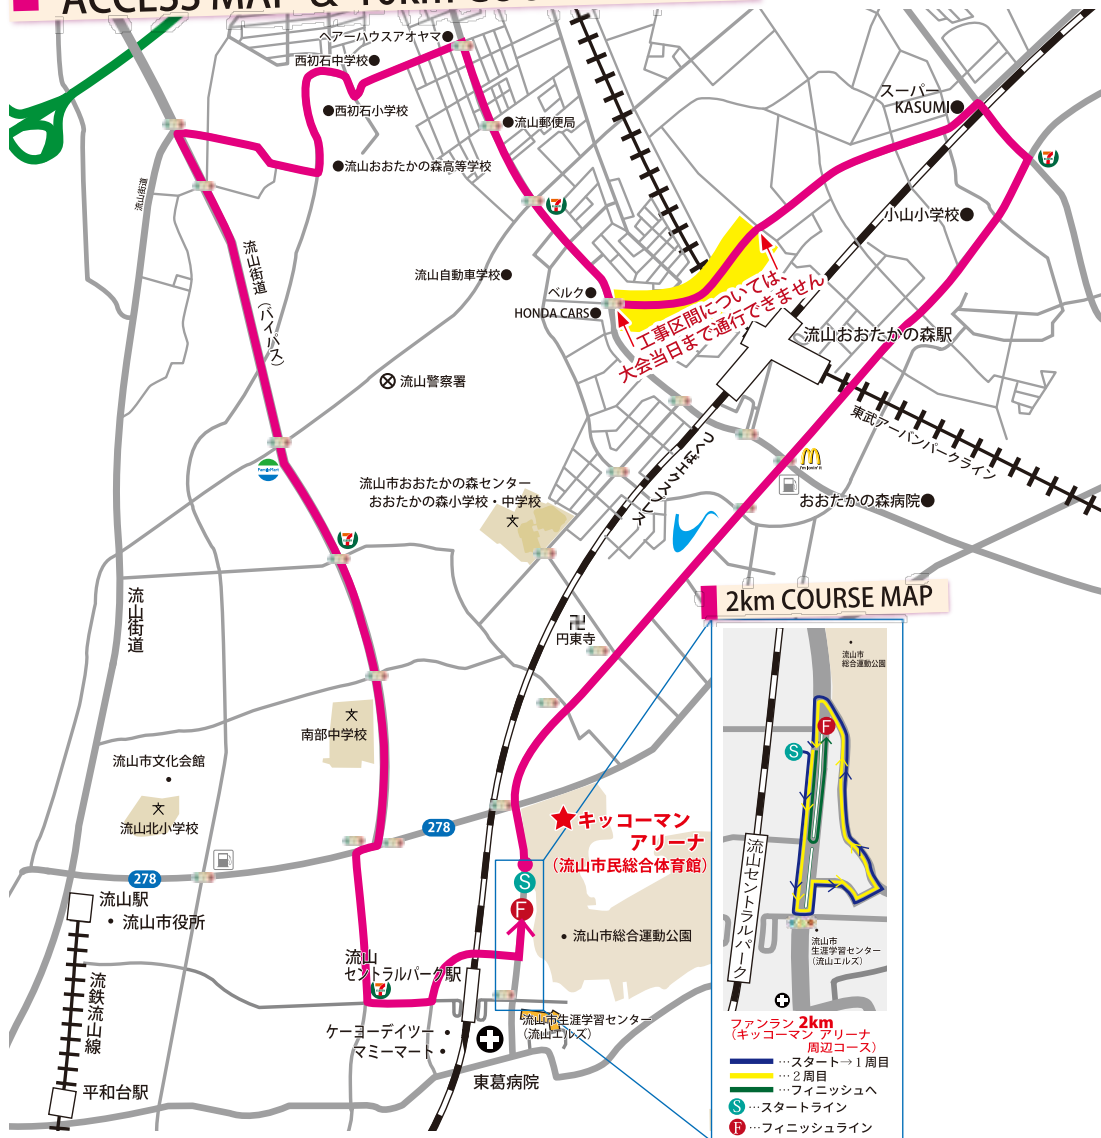 ACCESS MAP & 10km COU
ヘアーハウスアオヤマ
西初石中学校
西初石小学校
流山郵便局
流山おおたかの森高等学校
スーパー
KASUMI
小山小学校
流山街道
流山街道（バイパス）
流山自動車学校
ベルク
HONDA CARS
工事区間については、
大会当日まで通行できません
流山おおたかの森駅
流山警察署
東武アーバンパークライン
つくばエクスプレス
流山市おおたかの森センター
おおたかの森小学校・中学校
おおたかの森病院
流山街道
円東寺
南部中学校
流山市文化会館
流山北小学校
278
278
キッコーマン
アリーナ
（流山市民総合体育館）
S
F
流山駅
流山市役所
流山市総合運動公園
流山
セントラルパーク駅
流鉄流山線
ケーヨーデイツー
マミーマート
流山市生涯学習センター
（流山エルズ）
東葛病院
平和台駅
2km COURSE MAP
流山市
総合運動公園
F
S
流山セントラルパーク
流山市
生涯学習センター
（流山エルズ）
ファンラン 2km
（キッコーマン アリーナ
周辺コース）
…スタート→1周目
…2周目
…フィニッシュへ
S…スタートライン
F…フィニッシュライン